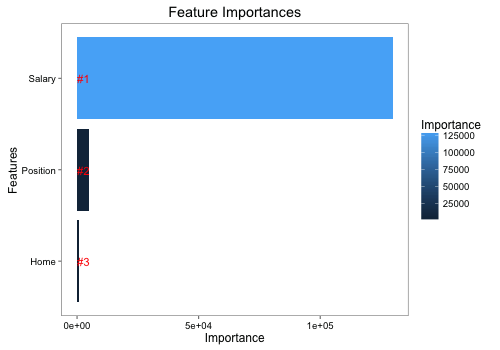 Feature Importances
Salary
#1
Position
#2
Home
#3
Features
0e+00
5e+04
1e+05
Importance
Importance
125000
100000
75000
50000
25000